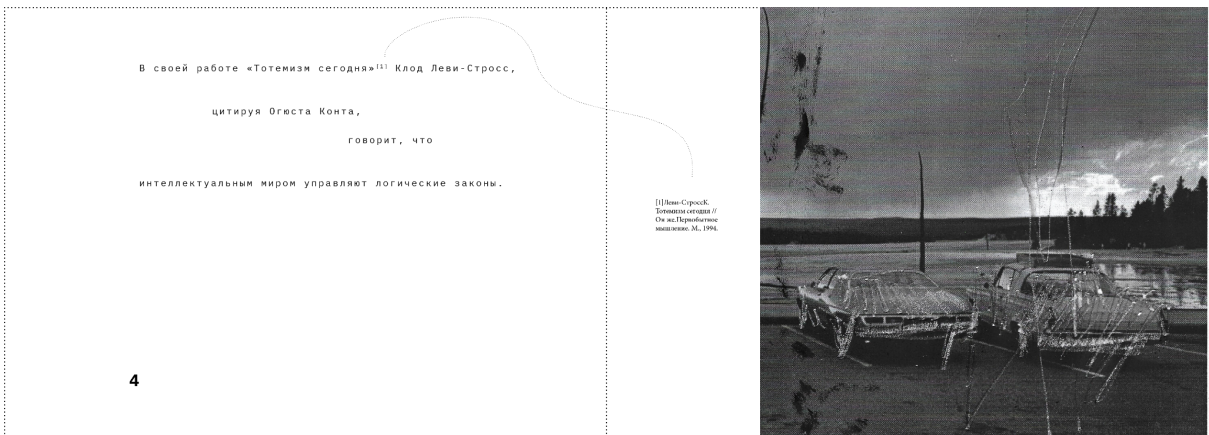 В своей работе «Тотемизм сегодня»[1] Клод Леви-Стросс,
цитируя Огюста Конта,
говорит, что
интеллектуальным миром управляют логические законы.
[1]Леви-СтроссК.
Тотемизм сегодня //
Он же.Первобытное
мышление. М., 1994.
4